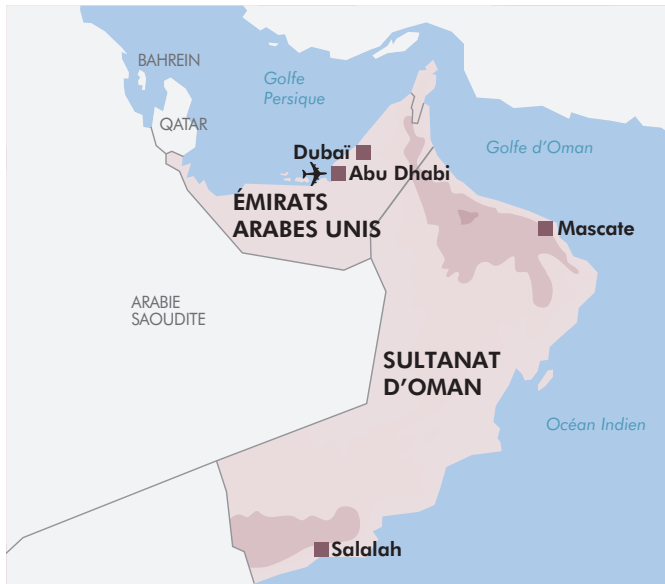 BAHREIN
Golfe
Persique
QATAR
Golfe d'Oman
Dubaï
Abu Dhabi
ÉMIRATS
ARABES UNIS
Mascate
ARABIE
SAOUDITE
SULTANAT
D'OMAN
Océan Indien
Salalah